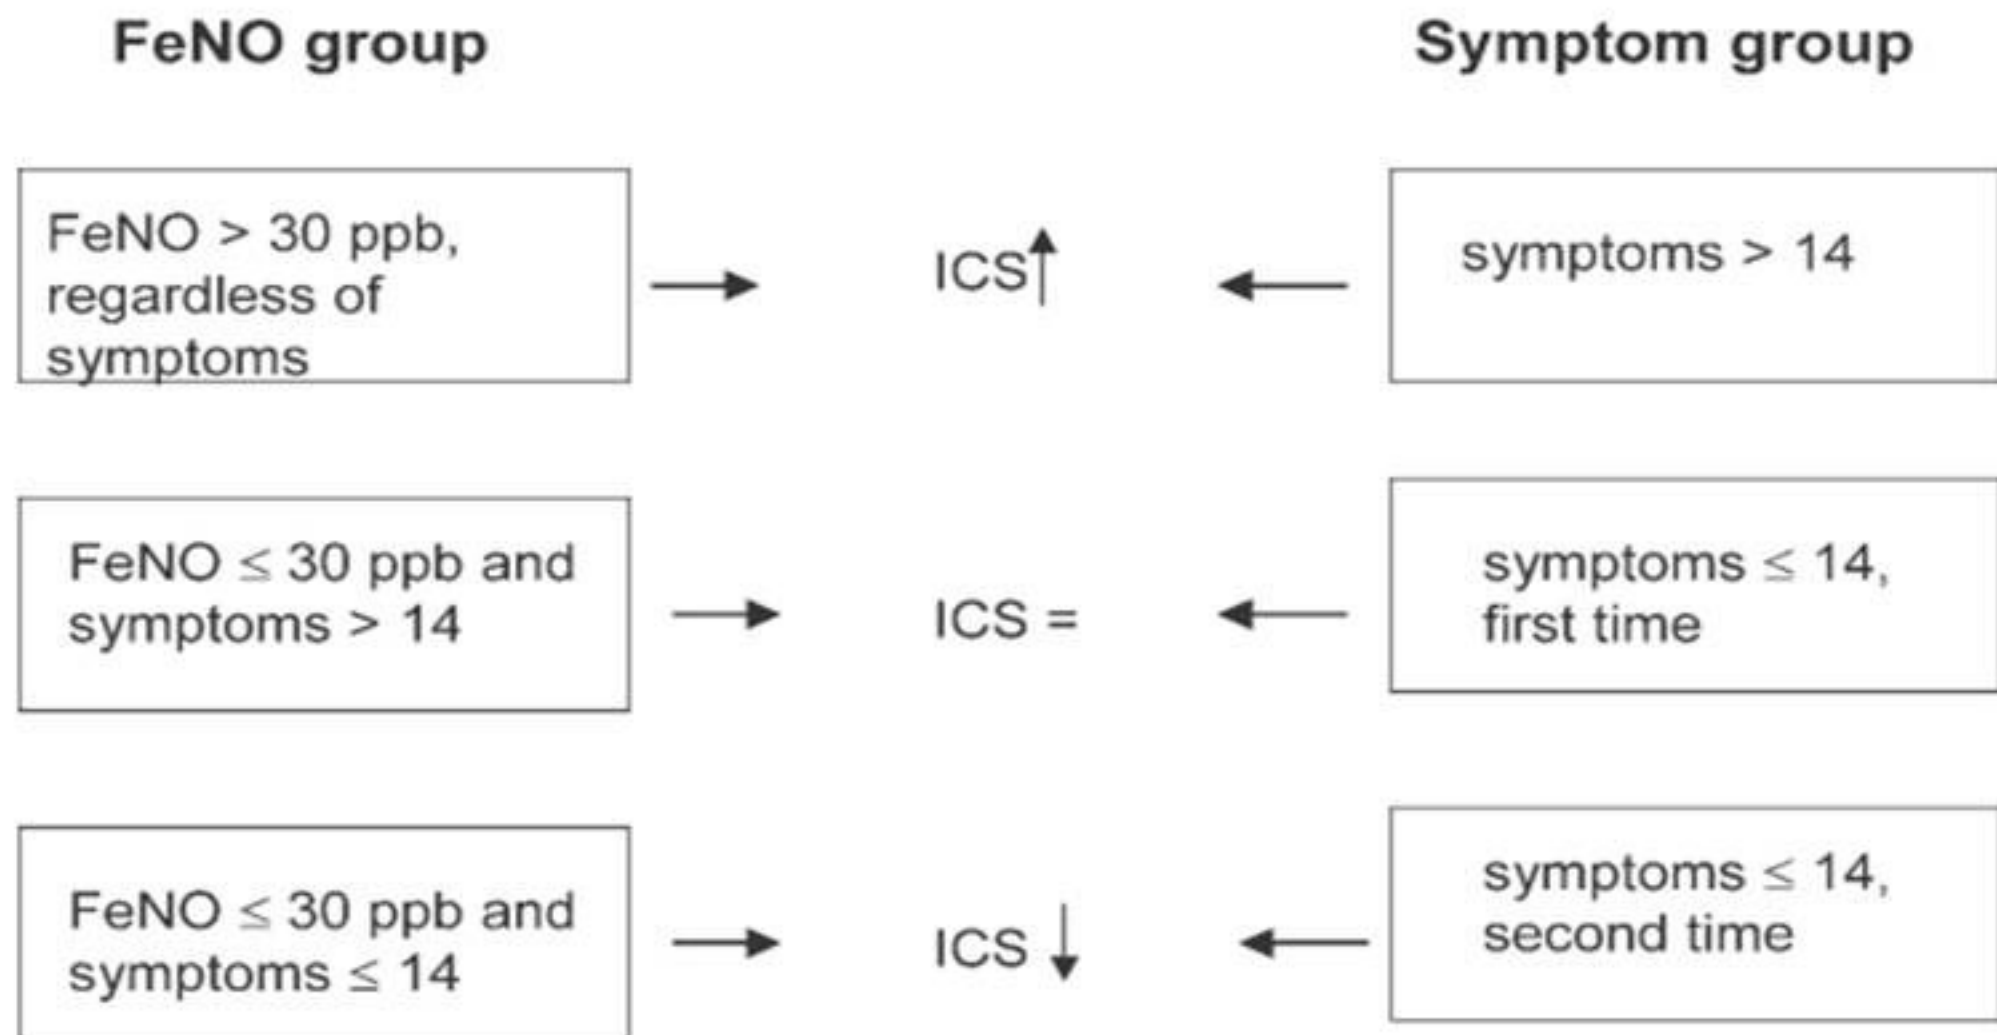 FeNO group
Symptom group
FeNO > 30 ppb,
regardless of
symptoms
ICS↑
symptoms > 14
FeNO ≤ 30 ppb and
symptoms > 14
ICS =
symptoms ≤ 14,
first time
FeNO ≤ 30 ppb and
symptoms ≤ 14
ICS ↓
symptoms ≤ 14,
second time